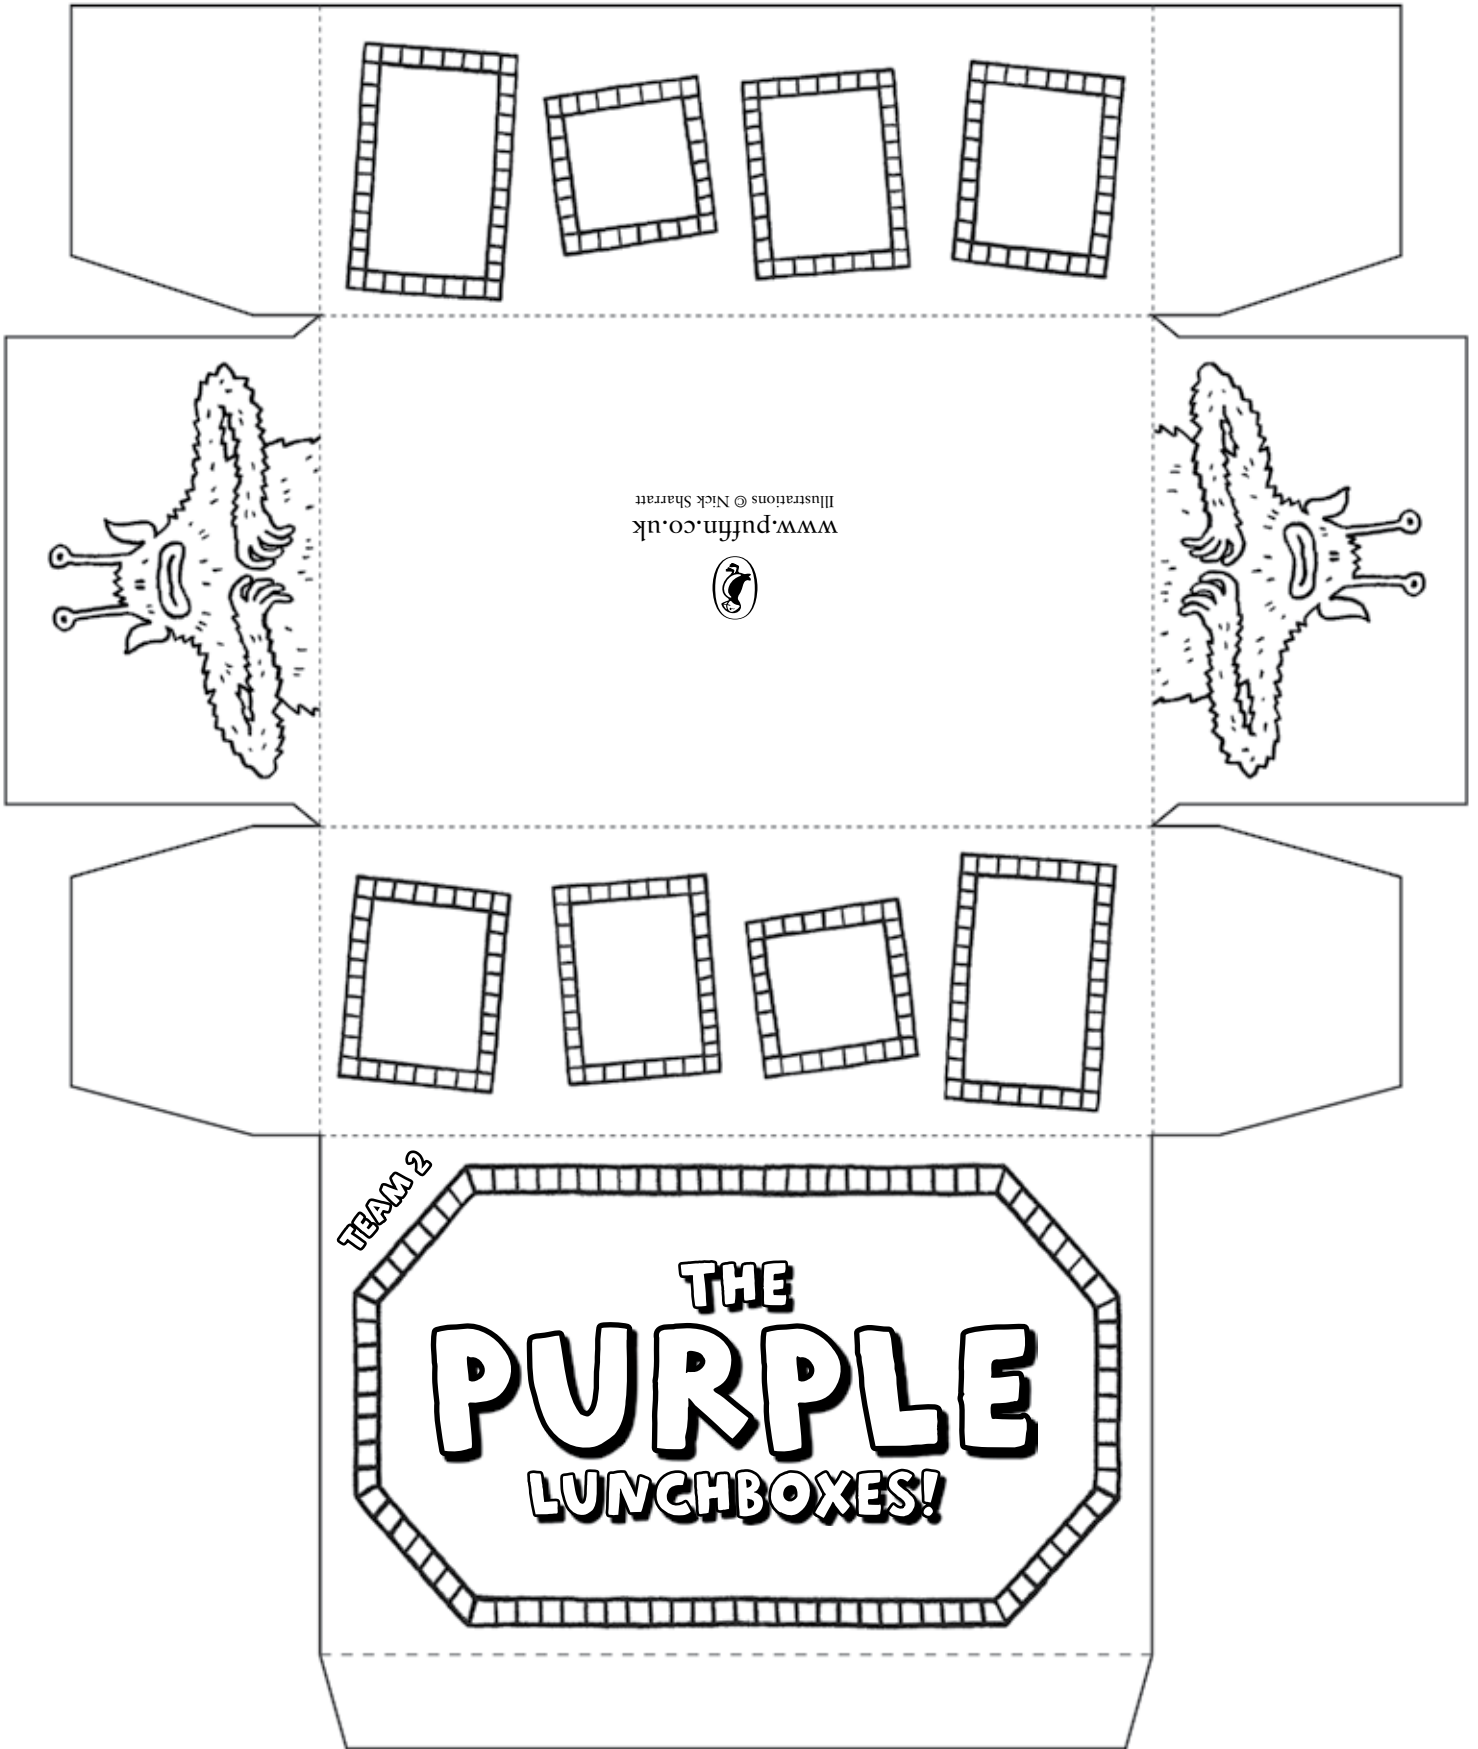 www.puffin.co.uk
Illustrations © Nick Sharratt
TEAM 2
THE
PURPLE
LUNCHBOXES!